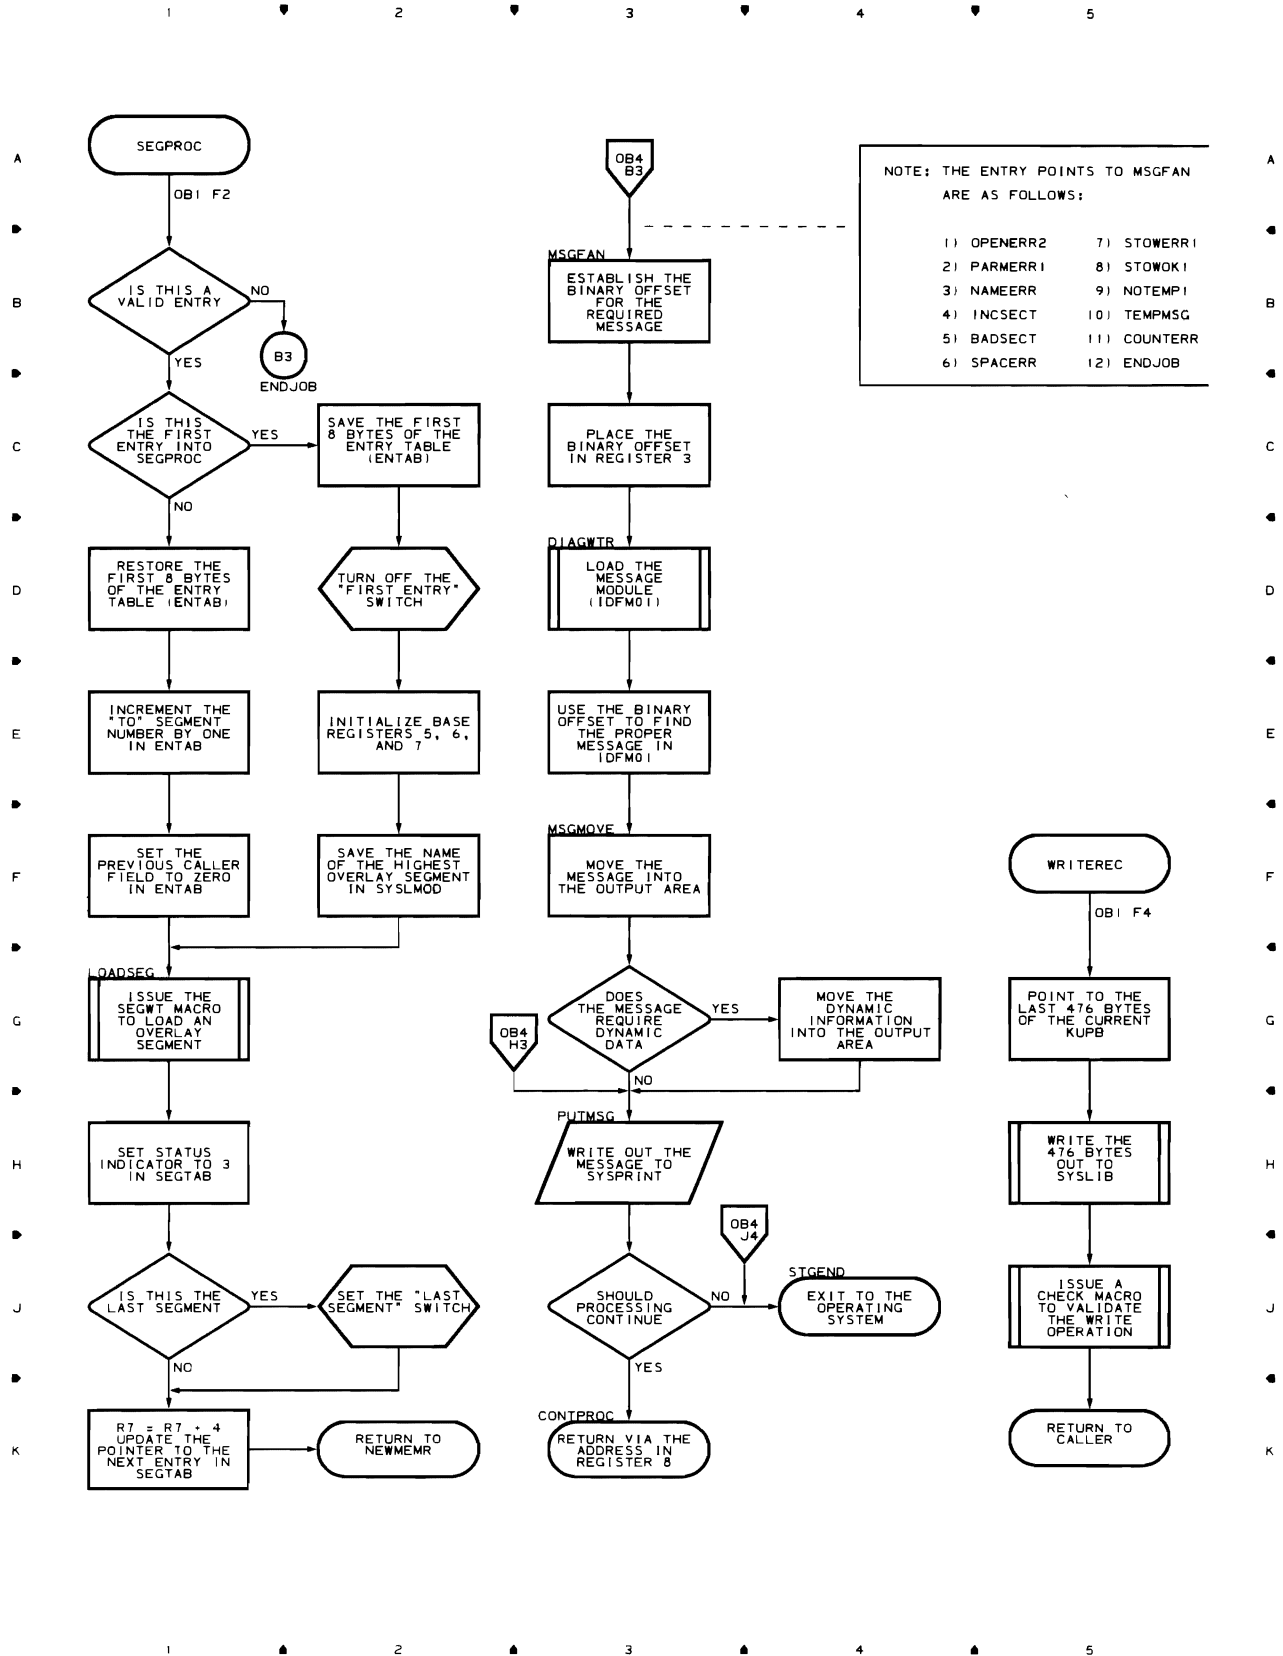 1 2 3 4 5
A
B
C
D
E
F
G
H
J
K
SEGPROC
OB1 F2
IS THIS A
VALID ENTRY
NO
B3
ENDJOB
YES
IS THIS
THE FIRST
ENTRY INTO
SEGPROC
YES
NO
RESTORE THE
FIRST 8 BYTES
OF THE ENTRY
TABLE (ENTAB)
INCREMENT THE
"TO" SEGMENT
NUMBER BY ONE
IN ENTAB
SET THE
PREVIOUS CALLER
FIELD TO ZERO
IN ENTAB
LOADSEG
ISSUE THE
SEGWT MACRO
TO LOAD AN
OVERLAY
SEGMENT
SET STATUS
INDICATOR TO 3
IN SEGTAB
IS THIS THE
LAST SEGMENT
YES
NO
R7 = R7 + 4
UPDATE THE
POINTER TO THE
NEXT ENTRY IN
SEGTAB
SAVE THE FIRST
8 BYTES OF THE
ENTRY TABLE
(ENTAB)
TURN OFF THE
"FIRST ENTRY"
SWITCH
INITIALIZE BASE
REGISTERS 5, 6,
AND 7
SAVE THE NAME
OF THE HIGHEST
OVERLAY SEGMENT
IN SYSLMOD
SET THE "LAST
SEGMENT" SWITCH
RETURN TO
NEWMEMR
OB4
B3
MSGFAN
ESTABLISH THE
BINARY OFFSET
FOR THE
REQUIRED
MESSAGE
PLACE THE
BINARY OFFSET
IN REGISTER 3
DIAGWTR
LOAD THE
MESSAGE
MODULE
(IDFM01)
USE THE BINARY
OFFSET TO FIND
THE PROPER
MESSAGE IN
IDFM01
MSGMOVE
MOVE THE
MESSAGE INTO
THE OUTPUT AREA
DOES
THE MESSAGE
REQUIRE
DYNAMIC
DATA
YES
MOVE THE
DYNAMIC
INFORMATION
INTO THE OUTPUT
AREA
OB4
H3
NO
PUTMSG
WRITE OUT THE
MESSAGE TO
SYSPRINT
OB4
J4
SHOULD
PROCESSING
CONTINUE
NO
STGEND
EXIT TO THE
OPERATING
SYSTEM
YES
CONTPROC
RETURN VIA THE
ADDRESS IN
REGISTER 8
NOTE: THE ENTRY POINTS TO MSGFAN
ARE AS FOLLOWS:
1) OPENERR2 7) STOWERR1
2) PARMERR1 8) STOWOK1
3) NAMEERR 9) NOTEMP1
4) INCSECT 10) TEMPMSG
5) BADSECT 11) COUNTERR
6) SPACERR 12) ENDJOB
WRITEREC
OB1 F4
POINT TO THE
LAST 476 BYTES
OF THE CURRENT
KUPB
WRITE THE
476 BYTES
OUT TO
SYSLIB
ISSUE A
CHECK MACRO
TO VALIDATE
THE WRITE
OPERATION
RETURN TO
CALLER
A
B
C
D
E
F
G
H
J
K
1 2 3 4 5